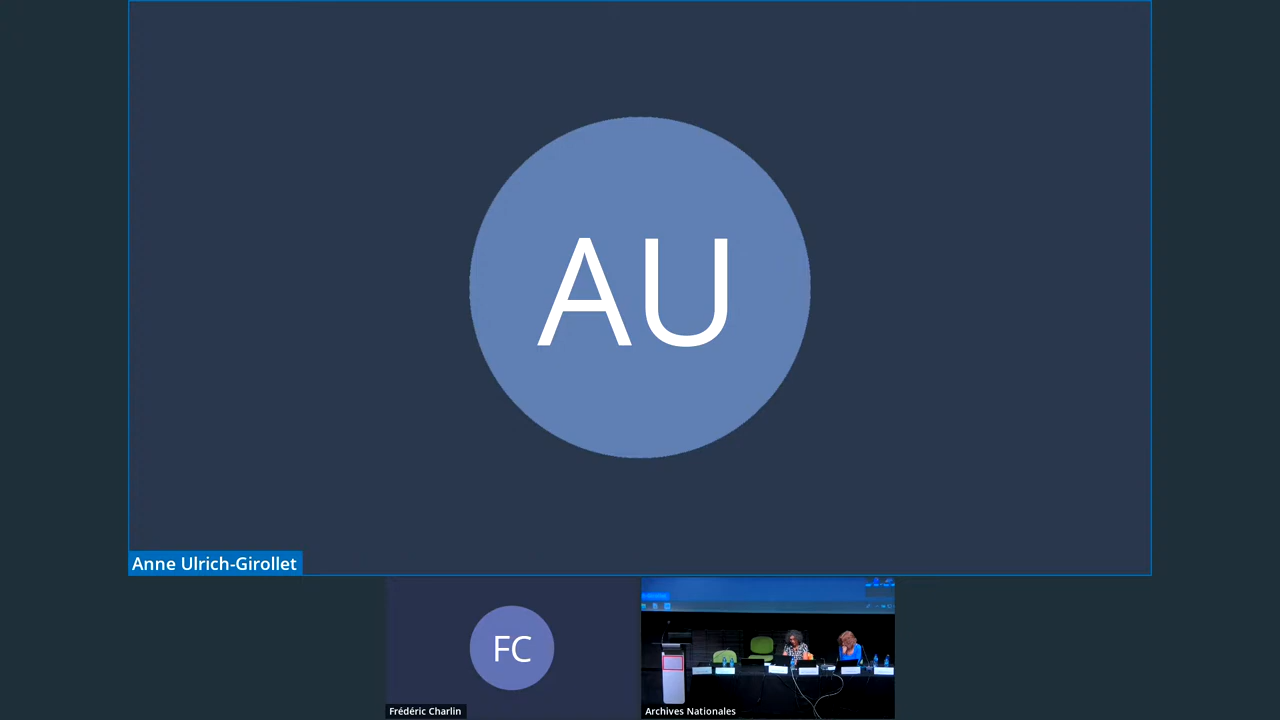 AU
Anne Ulrich-Girollet
FC
Frédéric Charlin
Archives Nationales